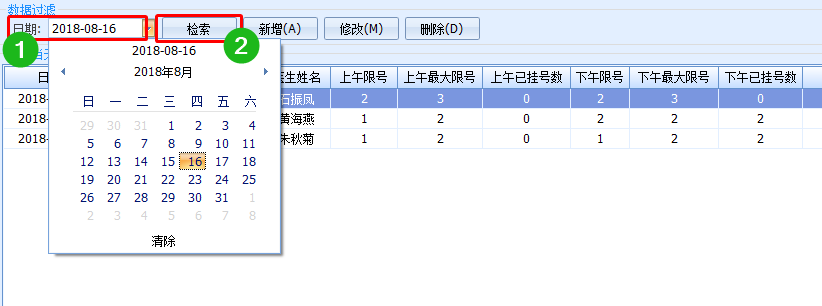 数据过滤
日期: 2018-08-16 检索 新增(A) 修改(M) 删除(D)
1 2
2018-08-16
2018年8月
日 一 二 三 四 五 六
29 30 31 1 2 3 4
5 6 7 8 9 10 11
12 13 14 15 16 17 18
19 20 21 22 23 24 25
26 27 28 29 30 31 1
2 3 4 5 6 7 8
清除
当天
日 生姓名 上午限号 上午最大限号 上午已挂号数 下午限号 下午最大限号 下午已挂号数
2018- 石振凤 2 3 0 2 3 0
2018- 黄海燕 1 2 0 1 2 2
2018- 朱秋菊 1 2 0 1 2 2